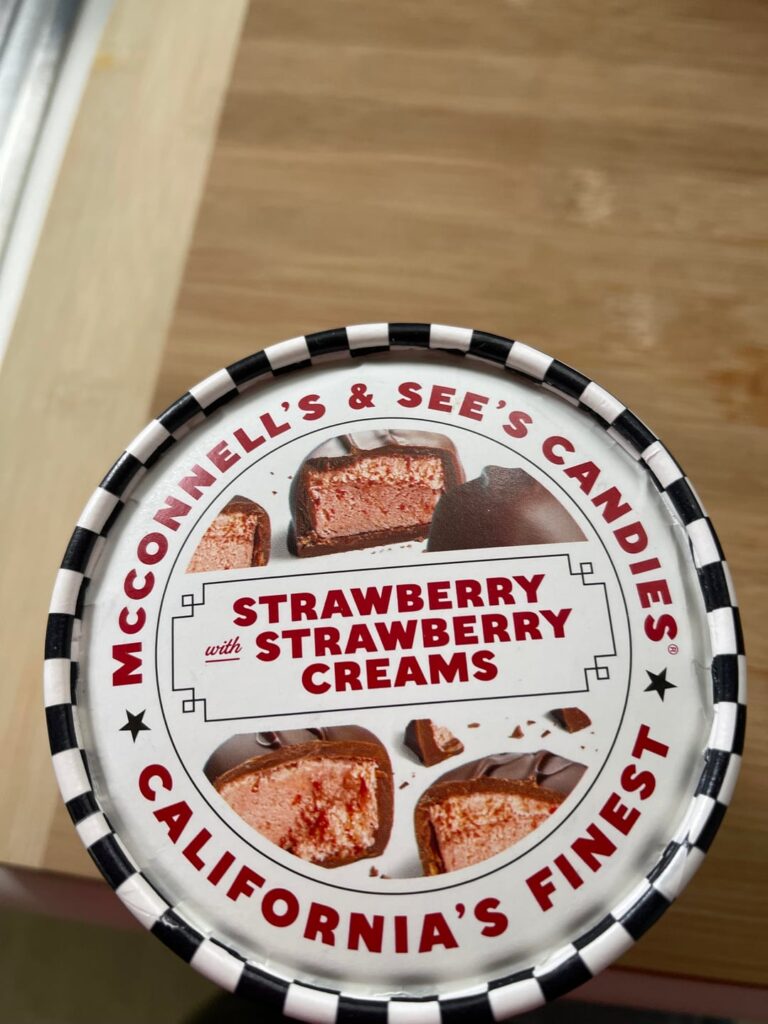 McCONNELL'S & SEE'S CANDIES®
STRAWBERRY
with STRAWBERRY
CREAMS
CALIFORNIA'S FINEST